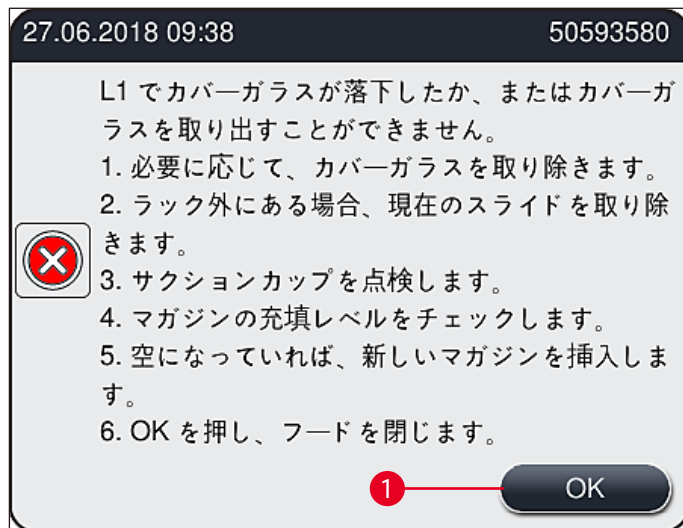 27.06.2018 09:38 50593580
L1 でカバーガラスが落下したか、またはカバーガ
ラスを取り出すことができません。
1. 必要に応じて、カバーガラスを取り除きます。
2. ラック外にある場合、現在のスライドを取り除
きます。
3. サクションカップを点検します。
4. マガジンの充填レベルをチェックします。
5. 空になっていれば、新しいマガジンを挿入しま
す。
6. OK を押し、フードを閉じます。
1 OK